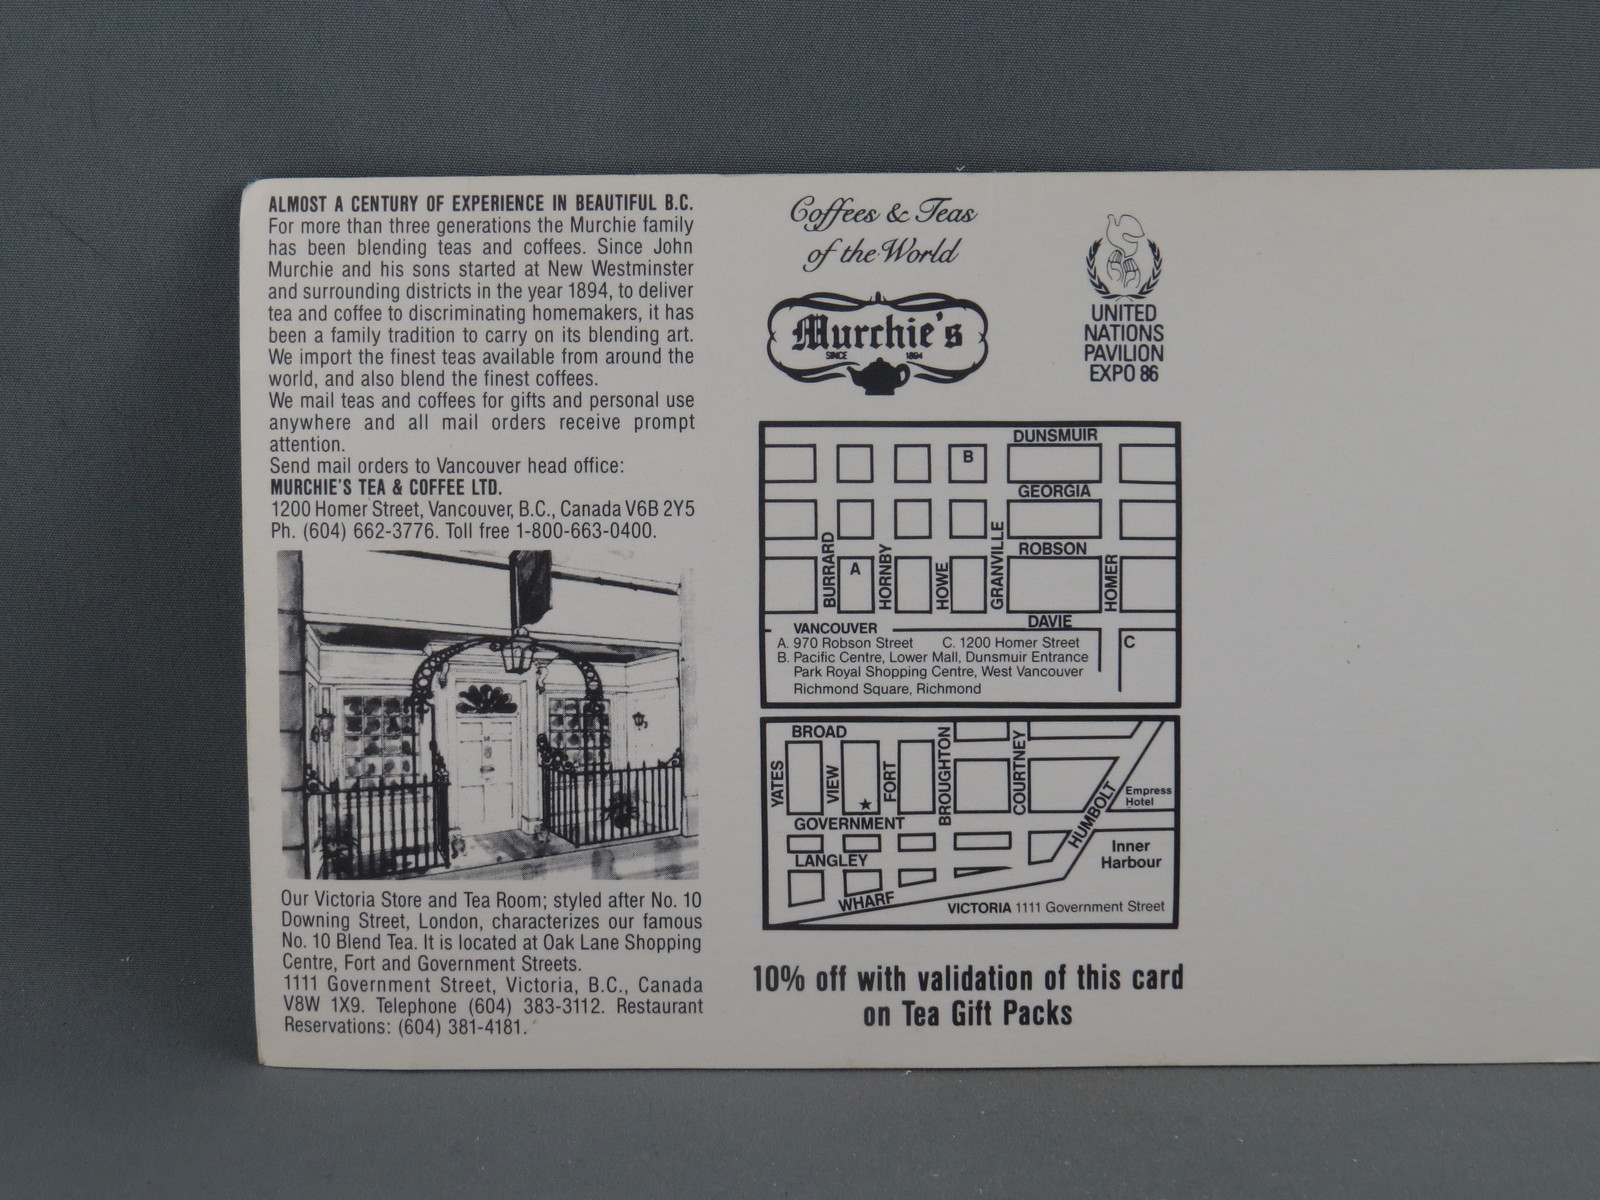 ALMOST A CENTURY OF EXPERIENCE IN BEAUTIFUL B.C.
For more than three generations the Murchie family
has been blending teas and coffees. Since John
Murchie and his sons started at New Westminster
and surrounding districts in the year 1894, to deliver
tea and coffee to discriminating homemakers, it has
been a family tradition to carry on its blending art.
We import the finest teas available from around the
world, and also blend the finest coffees.
We mail teas and coffees for gifts and personal use
anywhere and all mail orders receive prompt
attention.
Send mail orders to Vancouver head office:
MURCHIE'S TEA & COFFEE LTD.
1200 Homer Street, Vancouver, B.C., Canada V6B 2Y5
Ph. (604) 662-3776. Toll free 1-800-663-0400.
Our Victoria Store and Tea Room; styled after No. 10
Downing Street, London, characterizes our famous
No. 10 Blend Tea. It is located at Oak Lane Shopping
Centre, Fort and Government Streets.
1111 Government Street, Victoria, B.C., Canada
V8W 1X9. Telephone (604) 383-3112. Restaurant
Reservations: (604) 381-4181.
Coffees & Teas
of the World
Murchie's
SINCE 1894
UNITED
NATIONS
PAVILION
EXPO 86
DUNSMUIR
B
GEORGIA
ROBSON
BURRARD
A
HORNBY
HOWE
GRANVILLE
HOMER
DAVIE
VANCOUVER
A. 970 Robson Street C. 1200 Homer Street
C
B. Pacific Centre, Lower Mall, Dunsmuir Entrance
Park Royal Shopping Centre, West Vancouver
Richmond Square, Richmond
BROAD
YATES
VIEW
FORT
BROUGHTON
COURTNEY
HUMBOLT
Empress
Hotel
GOVERNMENT
Inner
Harbour
LANGLEY
WHARF
VICTORIA 1111 Government Street
10% off with validation of this card
on Tea Gift Packs